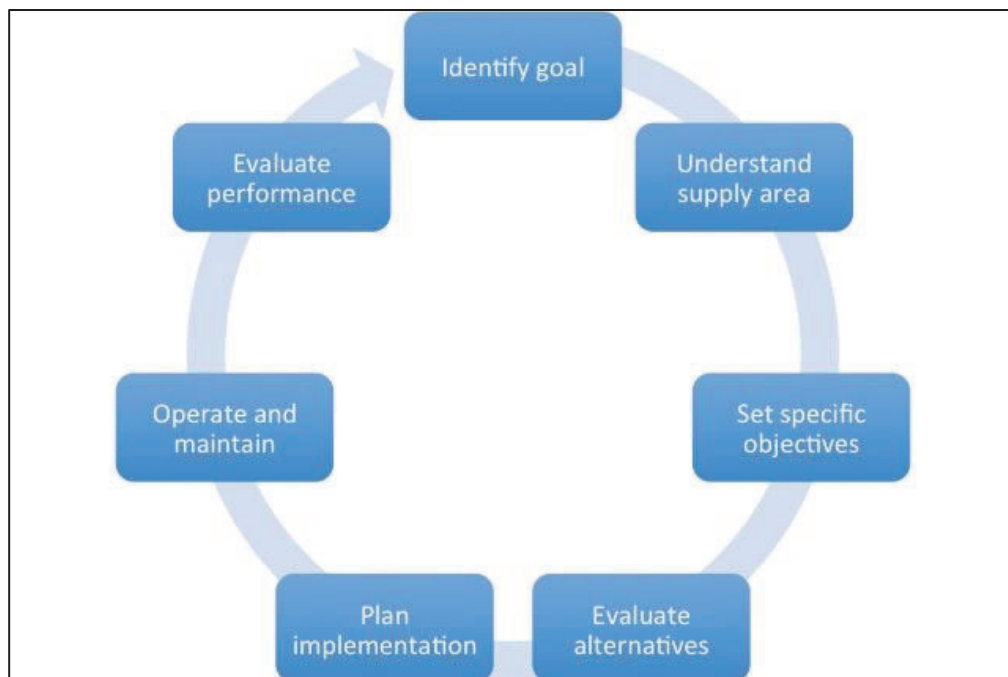 Identify goal
Understand
supply area
Set specific
objectives
Evaluate
alternatives
Plan
implementation
Operate and
maintain
Evaluate
performance